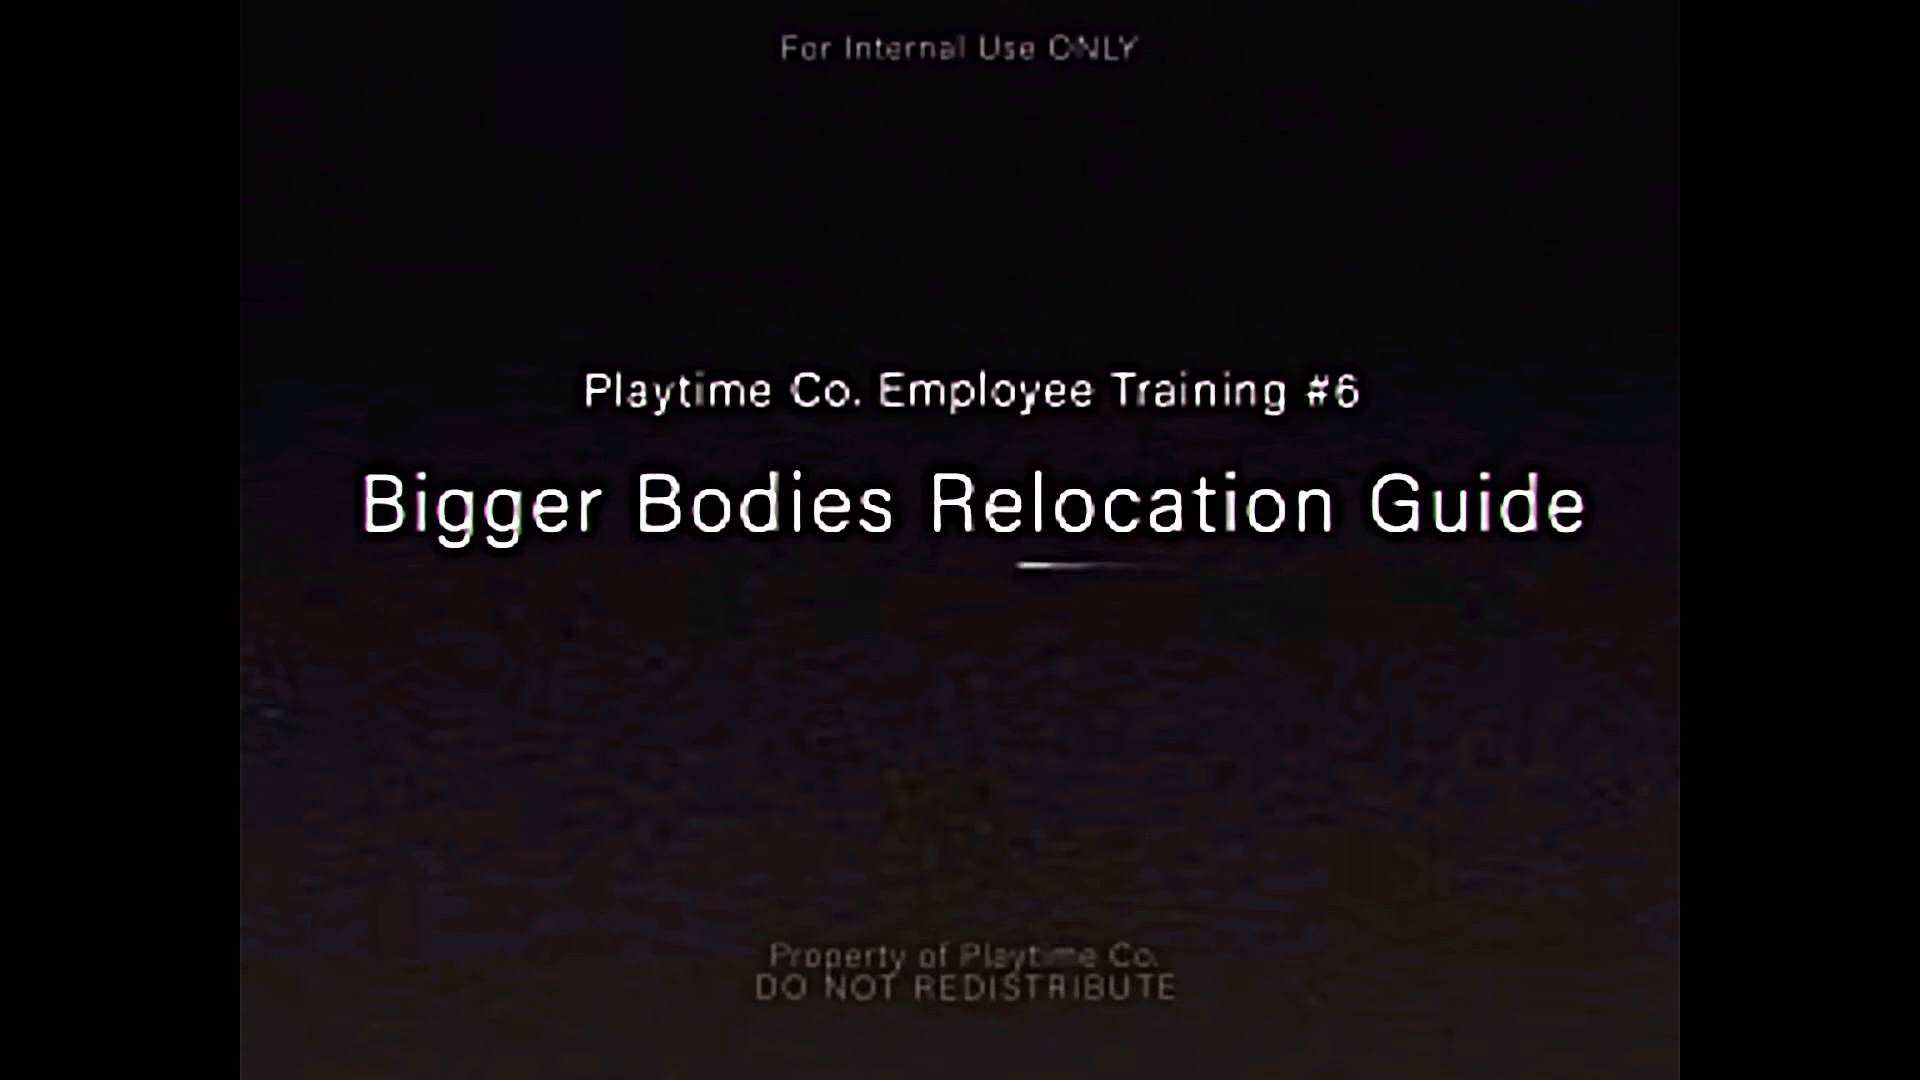 For Internal Use ONLY
Playtime Co. Employee Training #6
Bigger Bodies Relocation Guide
Property of Playtime Co.
DO NOT REDISTRIBUTE